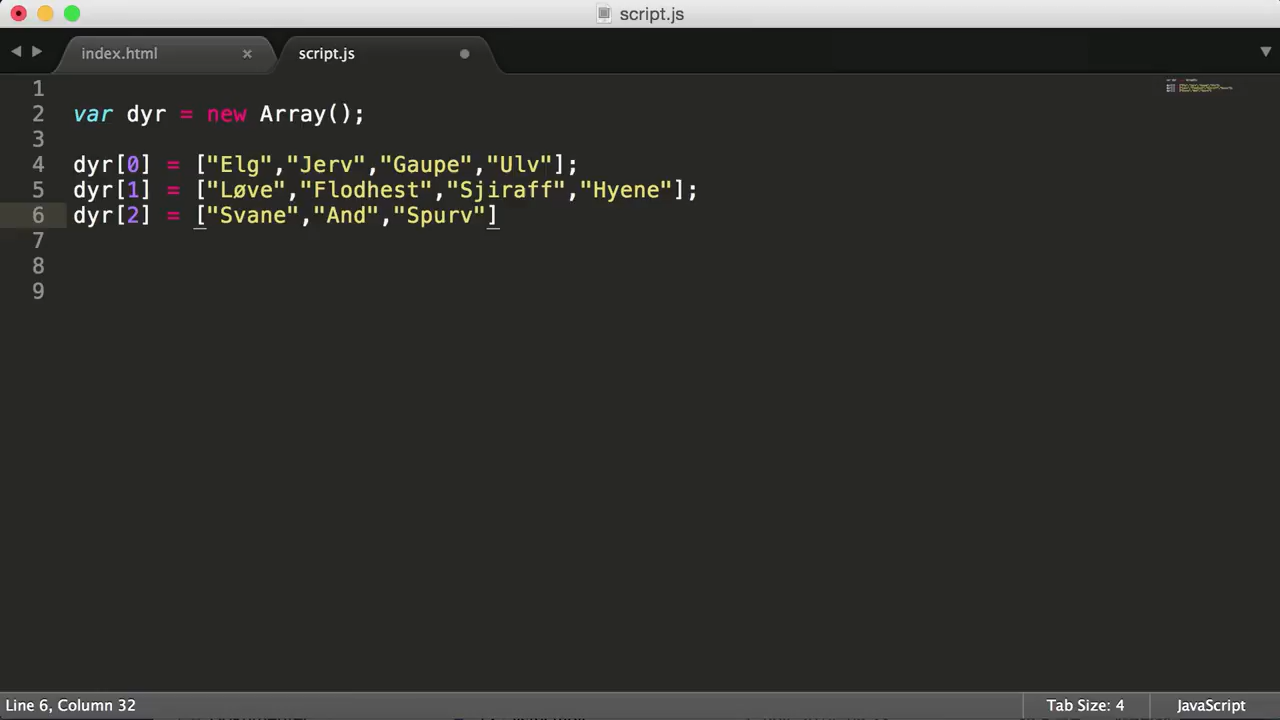 script.js
index.html × script.js
1
2 var dyr = new Array();
3
4 dyr[0] = ["Elg","Jerv","Gaupe","Ulv"];
5 dyr[1] = ["Løve","Flodhest","Sjiraff","Hyene"];
6 dyr[2] = ["Svane","And","Spurv"]
7
8
9
Line 6, Column 32 Tab Size: 4 JavaScript